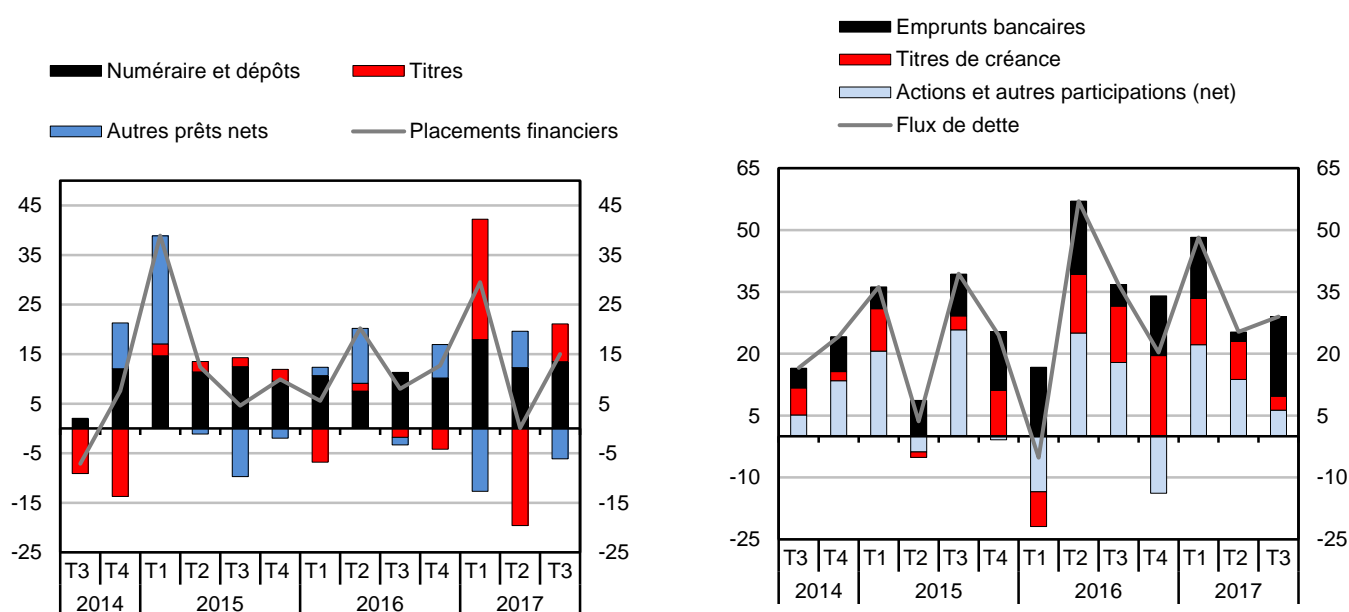 Numéraire et dépôts Titres
Autres prêts nets Placements financiers
45 45
35 35
25 25
15 15
5 5
-5 -5
-15 -15
-25 -25
T3 T4 T1 T2 T3 T4 T1 T2 T3 T4 T1 T2 T3
2014 2015 2016 2017
Emprunts bancaires
Titres de créance
Actions et autres participations (net)
Flux de dette
65 65
50 50
35 35
20 20
5 5
-10 -10
-25 -25
T3 T4 T1 T2 T3 T4 T1 T2 T3 T4 T1 T2 T3
2014 2015 2016 2017